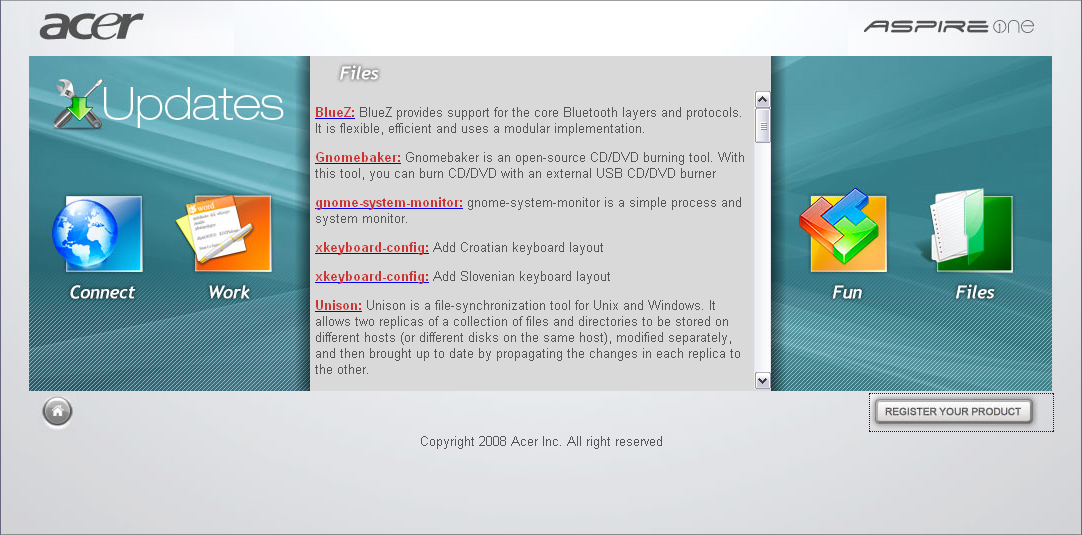 acer
ASPIRE one
Updates
Files
BlueZ: BlueZ provides support for the core Bluetooth layers and protocols.
It is flexible, efficient and uses a modular implementation.
Gnomebaker: Gnomebaker is an open-source CD/DVD burning tool. With
this tool, you can burn CD/DVD with an external USB CD/DVD burner
gnome-system-monitor: gnome-system-monitor is a simple process and
system monitor.
xkeyboard-config: Add Croatian keyboard layout
xkeyboard-config: Add Slovenian keyboard layout
Unison: Unison is a file-synchronization tool for Unix and Windows. It
allows two replicas of a collection of files and directories to be stored on
different hosts (or different disks on the same host), modified separately,
and then brought up to date by propagating the changes in each replica to
the other.
word
Connect
Work
Fun
Files
REGISTER YOUR PRODUCT
Copyright 2008 Acer Inc. All right reserved